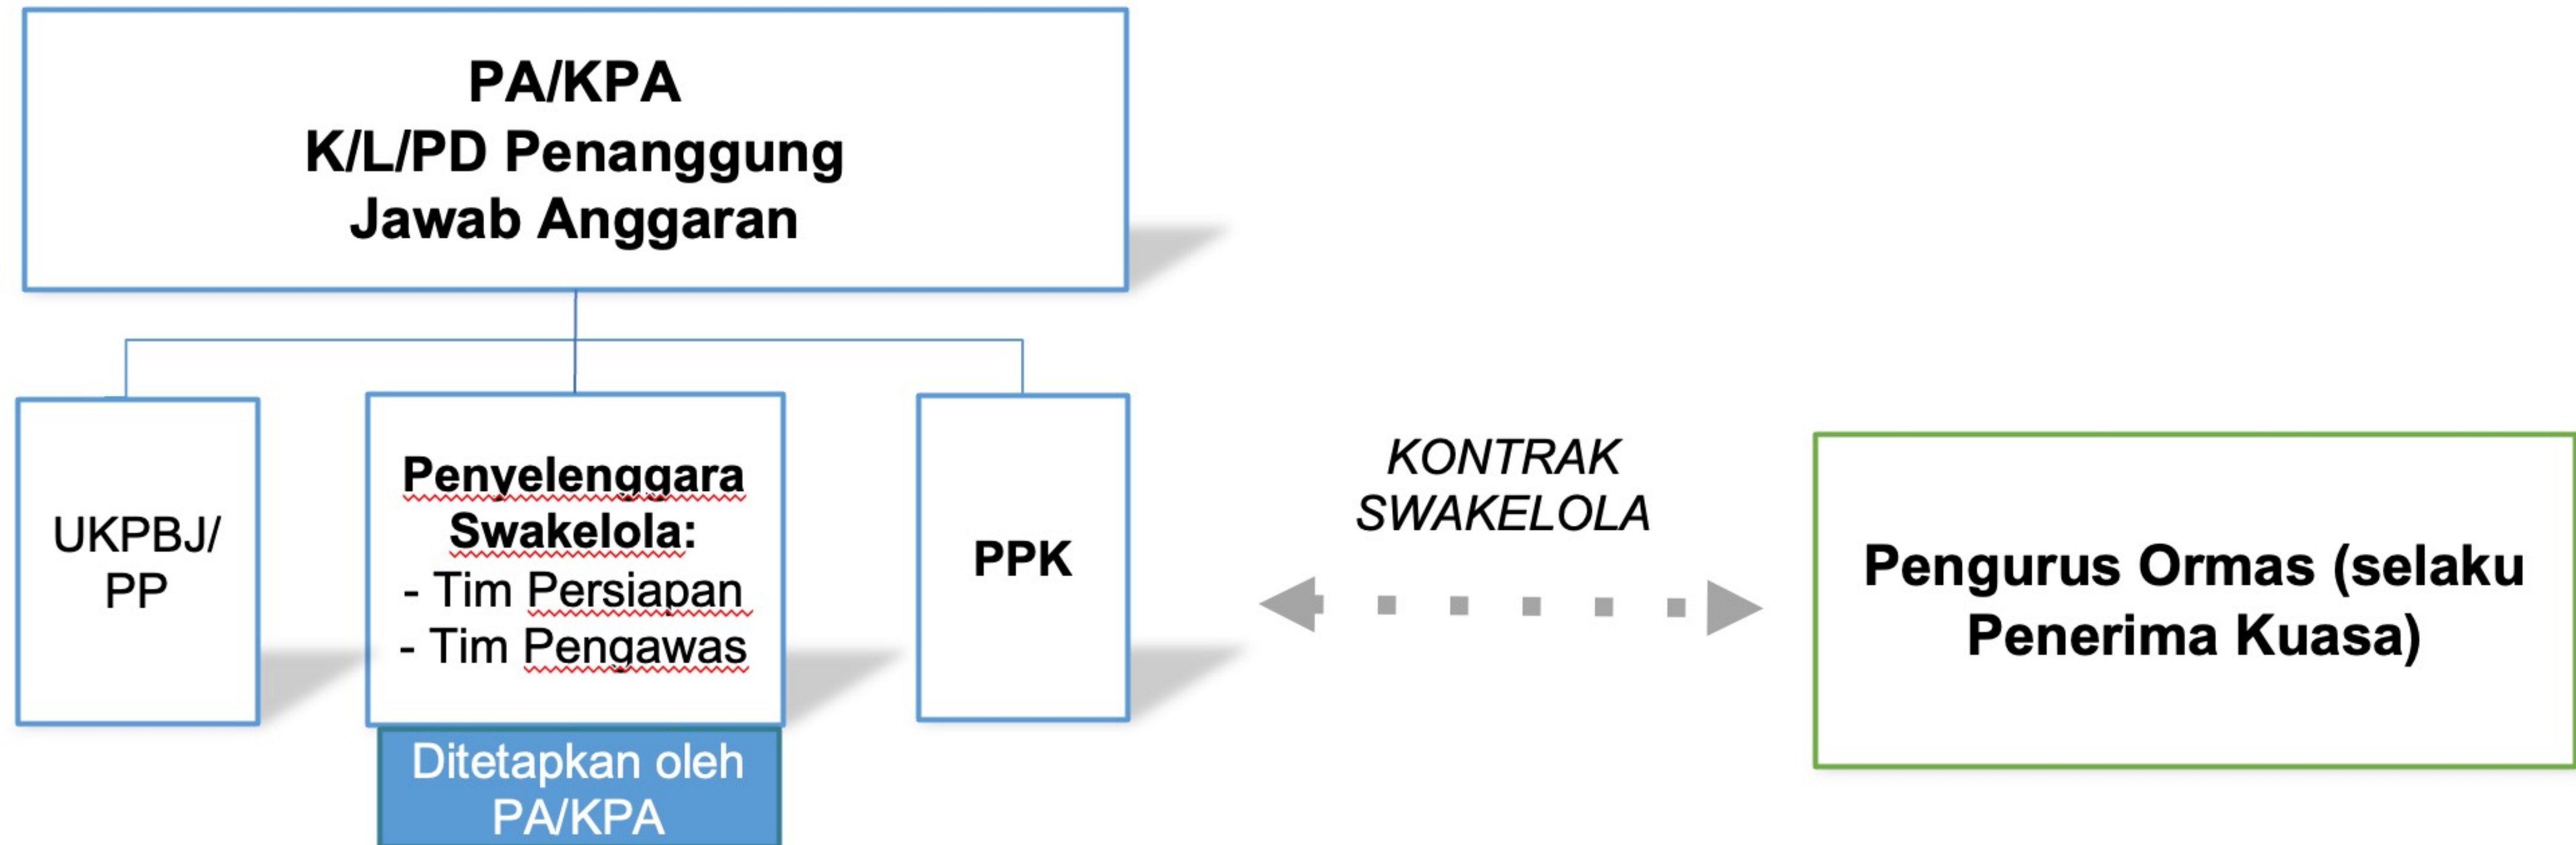 PA/KPA
K/L/PD Penanggung
Jawab Anggaran
UKPBJ/
PP
Penyelenggara
Swakelola:
- Tim Persiapan
- Tim Pengawas
Ditetapkan oleh
PA/KPA
PPK
KONTRAK
SWAKELOLA
Pengurus Ormas (selaku
Penerima Kuasa)